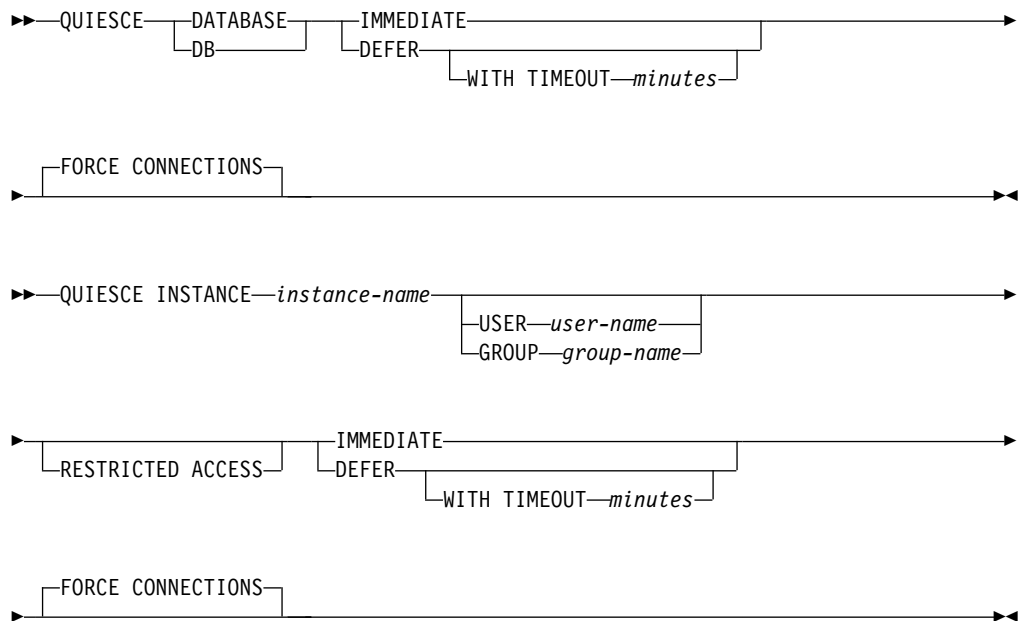 QUIESCE DATABASE IMMEDIATE
DB DEFER
WITH TIMEOUT minutes
FORCE CONNECTIONS
QUIESCE INSTANCE instance-name
USER user-name
GROUP group-name
IMMEDIATE
RESTRICTED ACCESS DEFER
WITH TIMEOUT minutes
FORCE CONNECTIONS